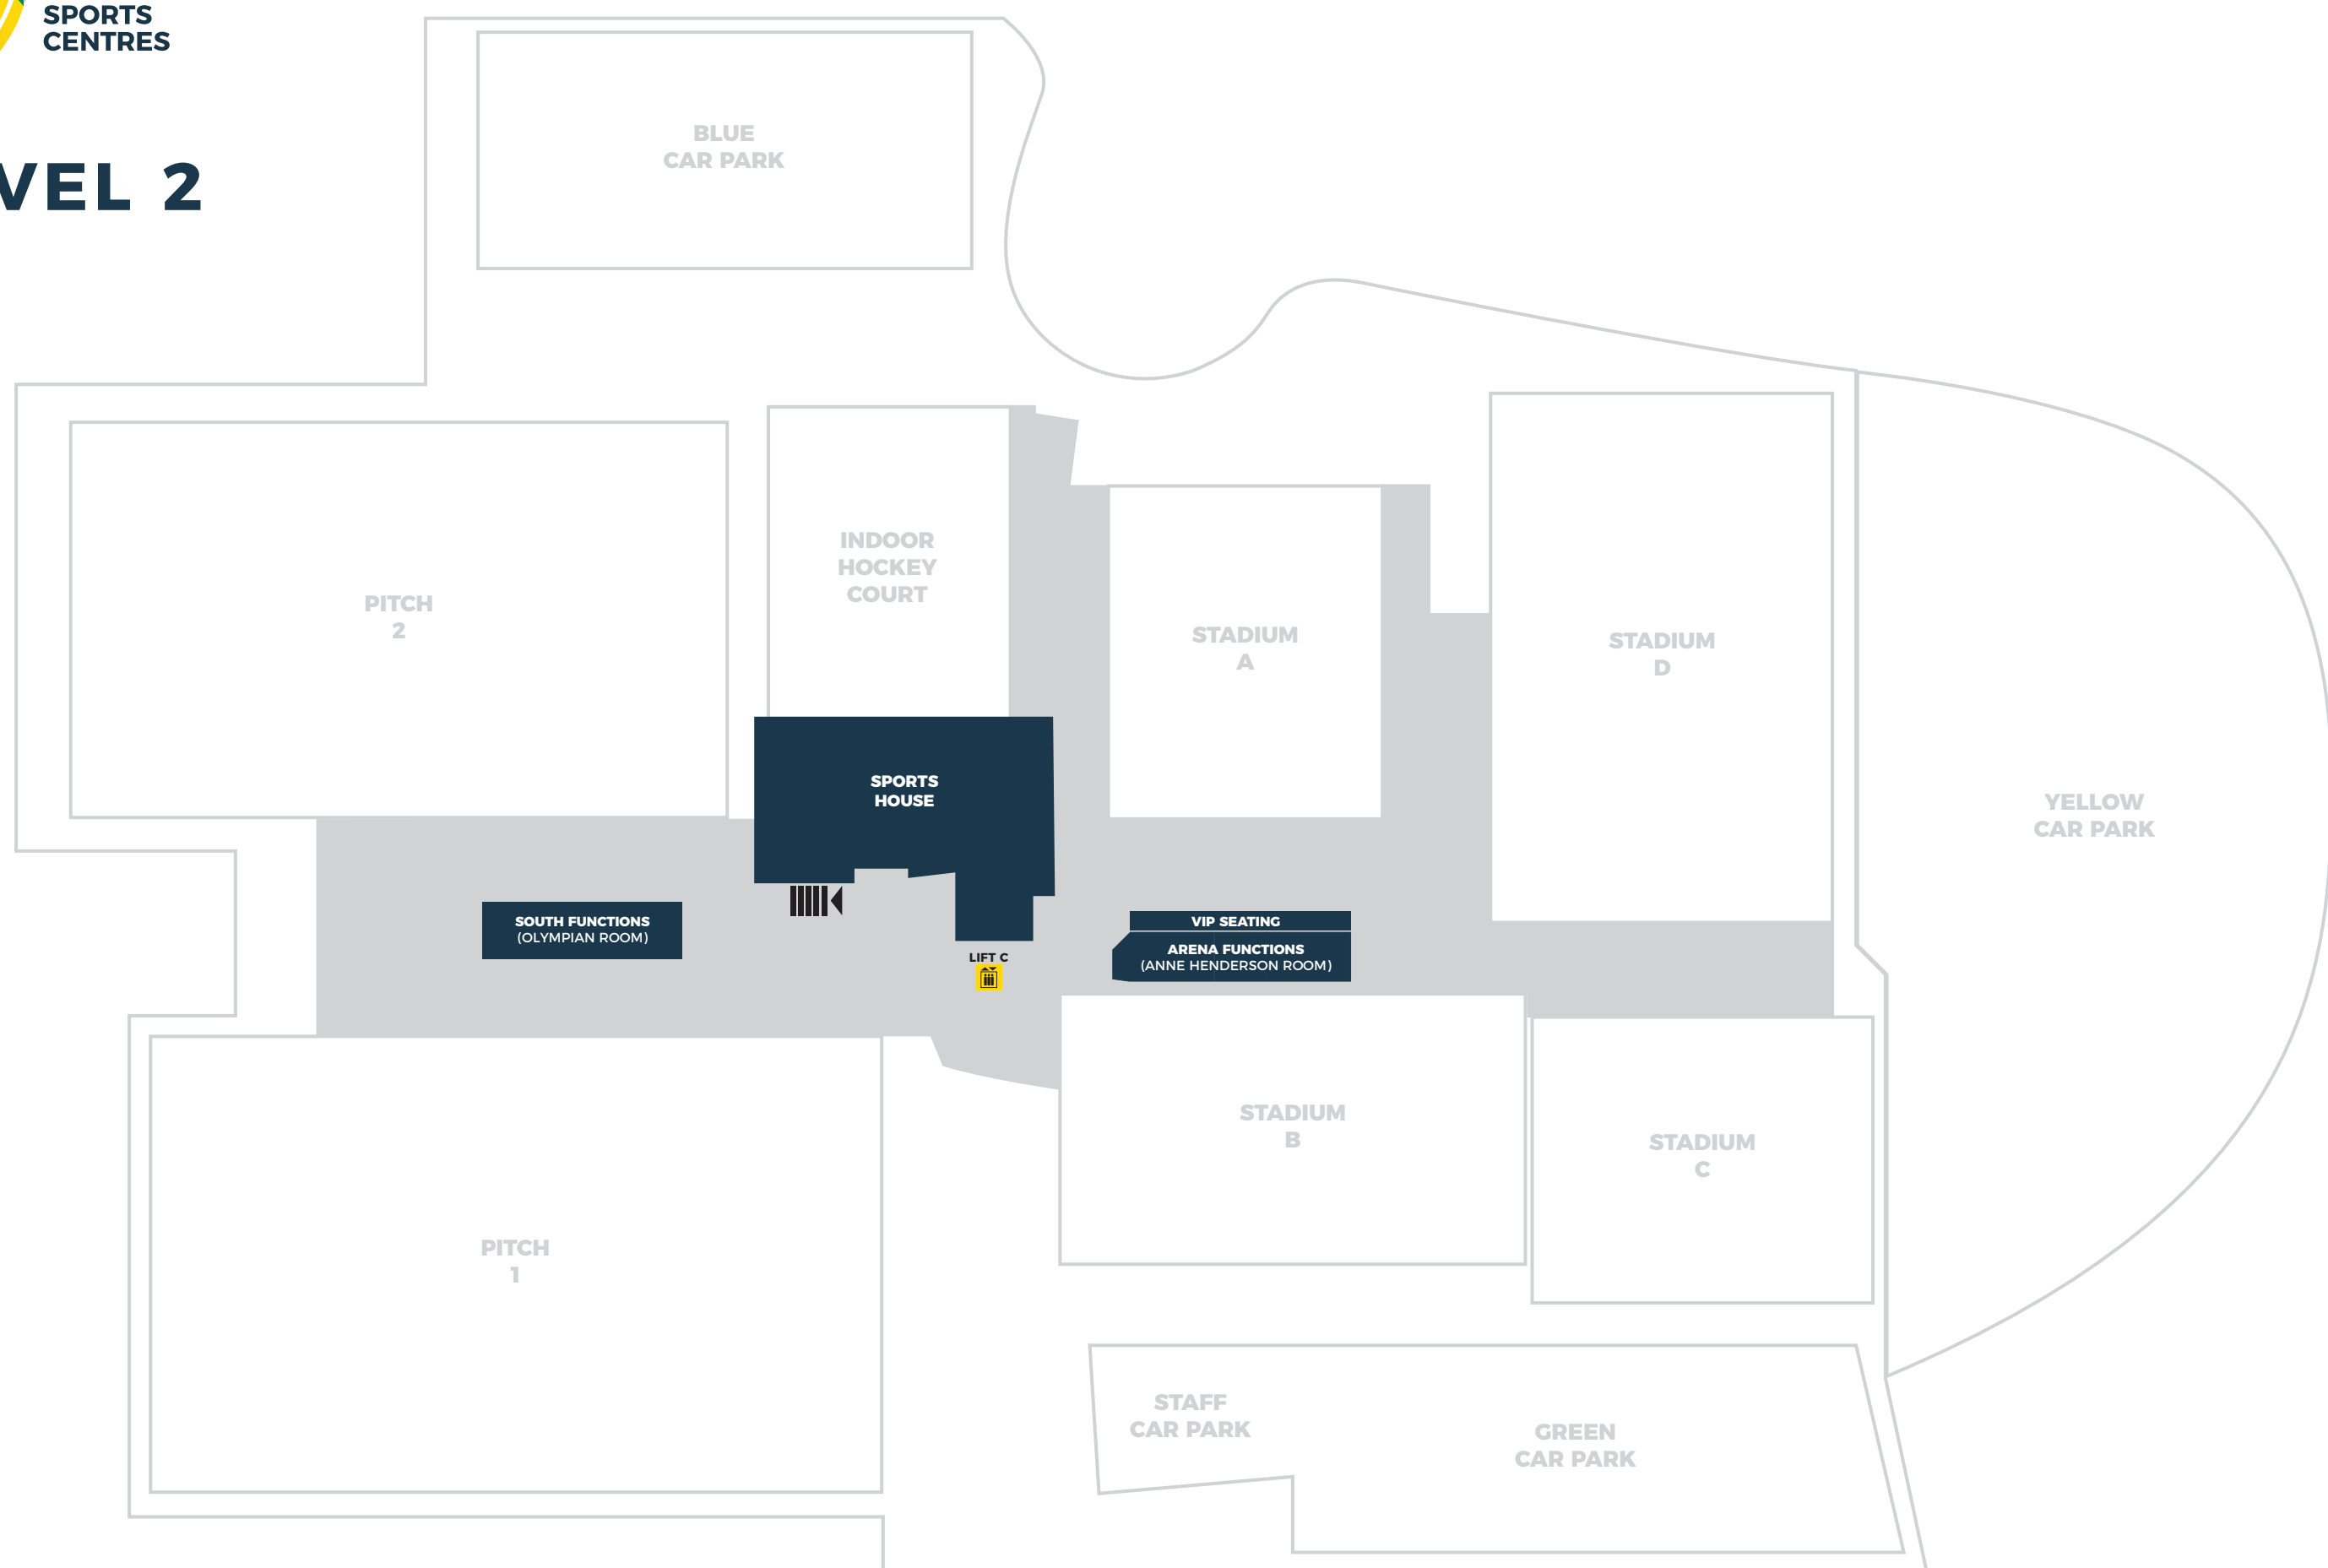 SPORTS
CENTRES
VEL 2
BLUE
CAR PARK
INDOOR
HOCKEY
COURT
PITCH
2
STADIUM
A
STADIUM
D
SPORTS
HOUSE
YELLOW
CAR PARK
SOUTH FUNCTIONS
(OLYMPIAN ROOM)
VIP SEATING
ARENA FUNCTIONS
(ANNE HENDERSON ROOM)
LIFT C
STADIUM
B
STADIUM
C
PITCH
1
STAFF
CAR PARK
GREEN
CAR PARK